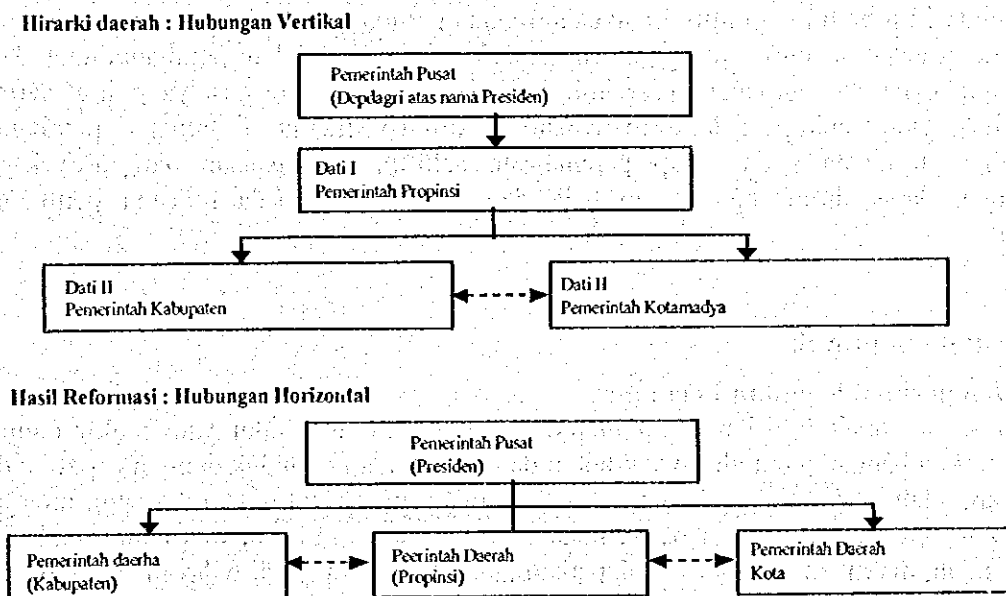 Hirarki daerah : Hubungan Vertikal
Pemerintah Pusat
(Depdagri atas nama Presiden)
Dati I
Pemerintah Propinsi
Dati II
Pemerintah Kabupaten
Dati II
Pemerintah Kotamadya
Hasil Reformasi : Hubungan Horizontal
Pemerintah Pusat
(Presiden)
Pemerintah daerha
(Kabupaten)
Peerintah Daerah
(Propinsi)
Pemerintah Daerah
Kota